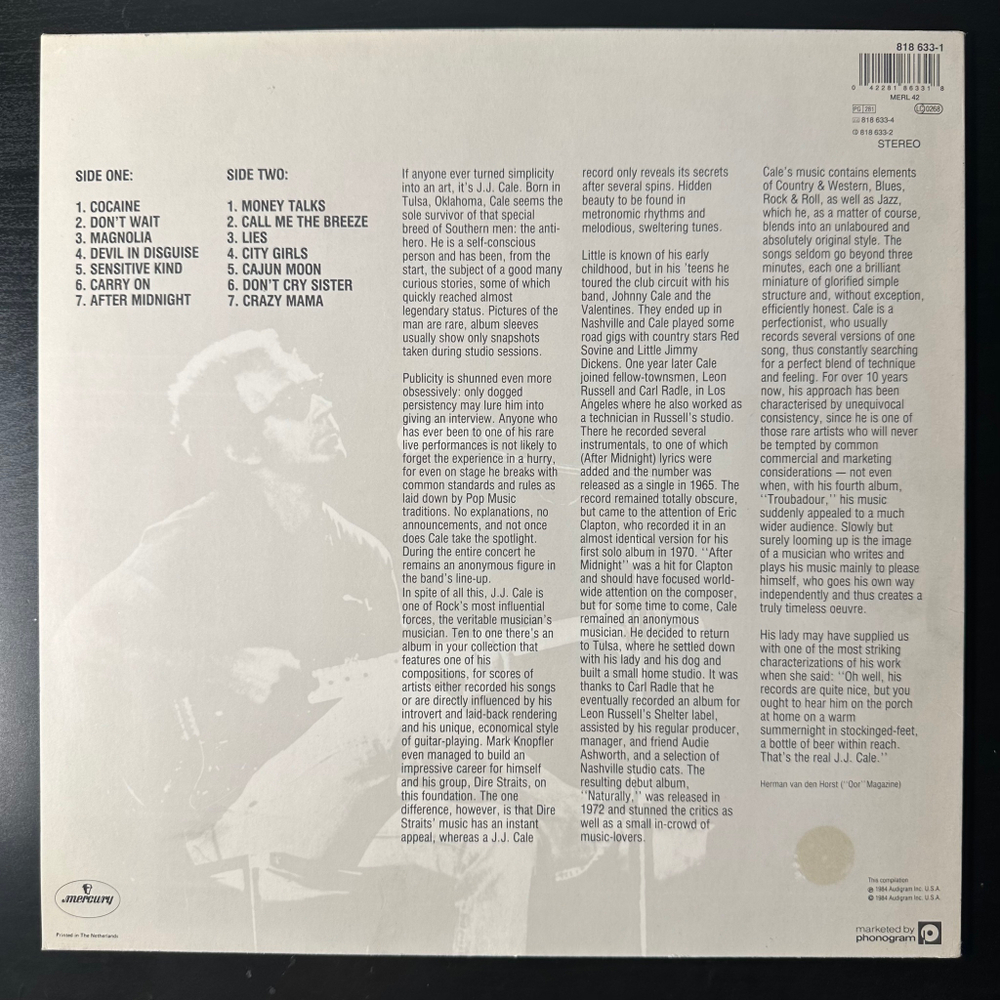 818 633-1
0 42281 86331 8
MERL 42
PG 281
LC 0268
818 633-4
818 633-2
STEREO
SIDE ONE:
1. COCAINE
2. DON'T WAIT
3. MAGNOLIA
4. DEVIL IN DISGUISE
5. SENSITIVE KIND
6. CARRY ON
7. AFTER MIDNIGHT
SIDE TWO:
1. MONEY TALKS
2. CALL ME THE BREEZE
3. LIES
4. CITY GIRLS
5. CAJUN MOON
6. DON'T CRY SISTER
7. CRAZY MAMA
If anyone ever turned simplicity
into an art, it's J.J. Cale. Born in
Tulsa, Oklahoma, Cale seems the
sole survivor of that special
breed of Southern men: the anti-
hero. He is a self-conscious
person and has been, from the
start, the subject of a good many
curious stories, some of which
quickly reached almost
legendary status. Pictures of the
man are rare, album sleeves
usually show only snapshots
taken during studio sessions.
Publicity is shunned even more
obsessively: only dogged
persistency may lure him into
giving an interview. Anyone who
has ever been to one of his rare
live performances is not likely to
forget the experience in a hurry,
for even on stage he breaks with
common standards and rules as
laid down by Pop Music
traditions. No explanations, no
announcements, and not once
does Cale take the spotlight.
During the entire concert he
remains an anonymous figure in
the band's line-up.
In spite of all this, J.J. Cale is
one of Rock's most influential
forces, the veritable musician's
musician. Ten to one there's an
album in your collection that
features one of his
compositions, for scores of
artists either recorded his songs
or are directly influenced by his
introvert and laid-back rendering
and his unique, economical style
of guitar-playing. Mark Knopfler
even managed to build an
impressive career for himself
and his group, Dire Straits, on
this foundation. The one
difference, however, is that Dire
Straits' music has an instant
appeal, whereas a J.J. Cale
record only reveals its secrets
after several spins. Hidden
beauty to be found in
metronomic rhythms and
melodious, sweltering tunes.
Little is known of his early
childhood, but in his 'teens he
toured the club circuit with his
band, Johnny Cale and the
Valentines. They ended up in
Nashville and Cale played some
road gigs with country stars Red
Sovine and Little Jimmy
Dickens. One year later Cale
joined fellow-townsmen, Leon
Russell and Carl Radle, in Los
Angeles where he also worked as
a technician in Russell's studio.
There he recorded several
instrumentals, to one of which
(After Midnight) lyrics were
added and the number was
released as a single in 1965. The
record remained totally obscure,
but came to the attention of Eric
Clapton, who recorded it in an
almost identical version for his
first solo album in 1970. ''After
Midnight'' was a hit for Clapton
and should have focused world-
wide attention on the composer,
but for some time to come, Cale
remained an anonymous
musician. He decided to return
to Tulsa, where he settled down
with his lady and his dog and
built a small home studio. It was
thanks to Carl Radle that he
eventually recorded an album for
Leon Russell's Shelter label,
assisted by his regular producer,
manager, and friend Audie
Ashworth, and a selection of
Nashville studio cats. The
resulting debut album,
''Naturally,'' was released in
1972 and stunned the critics as
well as a small in-crowd of
music-lovers.
Cale's music contains elements
of Country & Western, Blues,
Rock & Roll, as well as Jazz,
which he, as a matter of course,
blends into an unlaboured and
absolutely original style. The
songs seldom go beyond three
minutes, each one a brilliant
miniature of glorified simple
structure and, without exception,
efficiently honest. Cale is a
perfectionist, who usually
records several versions of one
song, thus constantly searching
for a perfect blend of technique
and feeling. For over 10 years
now, his approach has been
characterised by unequivocal
consistency, since he is one of
those rare artists who will never
be tempted by common
commercial and marketing
considerations — not even
when, with his fourth album,
''Troubadour,'' his music
suddenly appealed to a much
wider audience. Slowly but
surely looming up is the image
of a musician who writes and
plays his music mainly to please
himself, who goes his own way
independently and thus creates a
truly timeless oeuvre.
His lady may have supplied us
with one of the most striking
characterizations of his work
when she said: ''Oh well, his
records are quite nice, but you
ought to hear him on the porch
at home on a warm
summernight in stockinged-feet,
a bottle of beer within reach.
That's the real J.J. Cale.''
Herman van den Horst (''Oor'' Magazine)
This compilation
℗ 1984 Audigram Inc. U.S.A.
© 1984 Audigram Inc. U.S.A.
mercury
Printed in The Netherlands
marketed by
phonogram